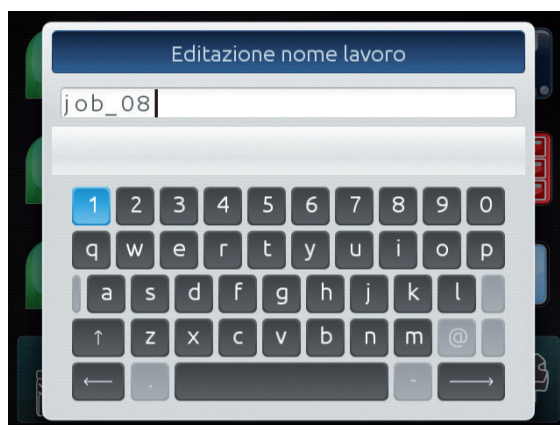 Editazione nome lavoro
job_08
1 2 3 4 5 6 7 8 9 0
q w e r t y u i o p
a s d f g h j k l
↑ z x c v b n m @
← . - →